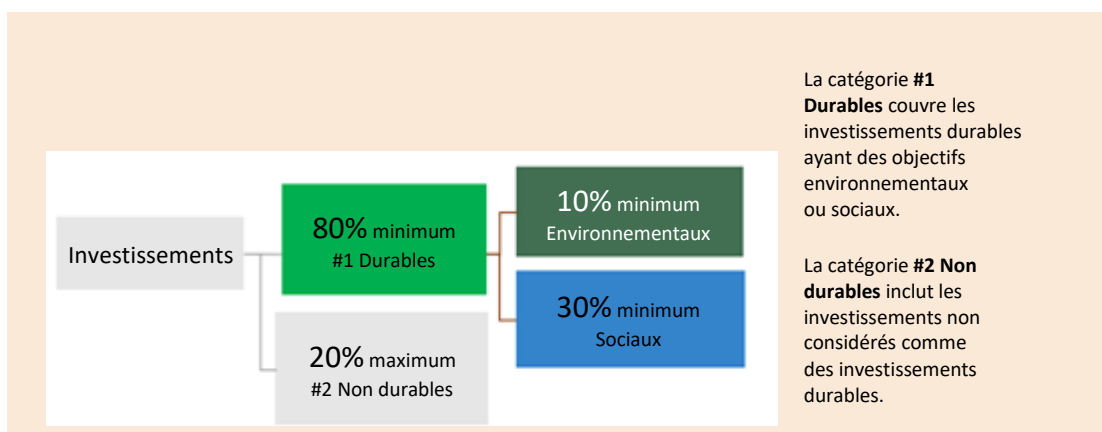 La catégorie #1
Durables couvre les
investissements durables
ayant des objectifs
environnementaux
ou sociaux.
La catégorie #2 Non
durables inclut les
investissements non
considérés comme
des investissements
durables.
Investissements
80% minimum
#1 Durables
20% maximum
#2 Non durables
10% minimum
Environnementaux
30% minimum
Sociaux